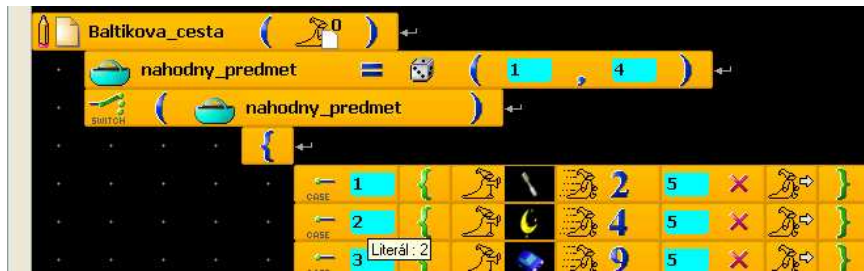 Baltikova_cesta ( 0 )
nahodny_predmet = ( 1 , 4 )
SWITCH ( nahodny_predmet )
{
CASE 1 { 2 5 }
CASE 2 { 4 5 }
Literál : 2
3 { 9 5 }